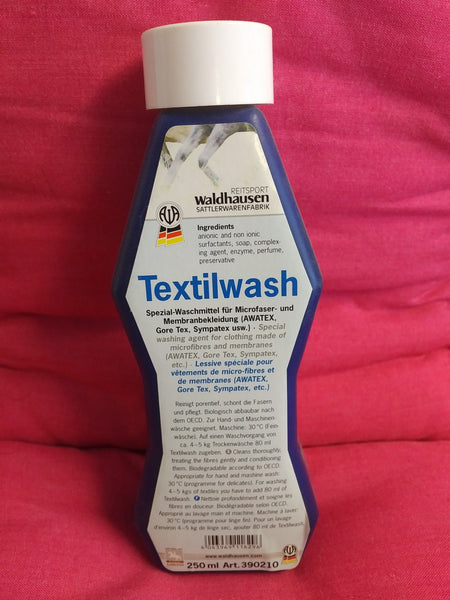 REITSPORT
Waldhausen
SATTLERWARENFABRIK
Ingredients
anionic and non ionic
surfactants, soap, complex-
ing agent, enzyme, perfume,
preservative
Textilwash
Spezial-Waschmittel für Microfaser- und
Membranbekleidung (AWATEX,
Gore Tex, Sympatex usw.) · Special
washing agent for clothing made of
microfibres and membranes
(AWATEX, Gore Tex, Sympatex,
etc.) · Lessive spéciale pour
vêtements de micro-fibres et
de membranes (AWATEX,
Gore Tex, Sympatex, etc.)
Reinigt porentief, schont die Fasern
und pflegt. Biologisch abbaubar nach
dem OECD. Zur Hand- und Maschinen-
wäsche geeignet. Maschine: 30 °C (Fein
wäsche). Auf einen Waschvorgang von
ca. 4–5 kg Trockenwäsche 80 ml
Textilwash zugeben. Cleans thoroughly,
treating the fibres gently and conditioning
them. Biodegradable according to OECD.
Appropriate for hand and machine wash:
30 °C (programme for delicates). For washing
4–5 kgs of textiles you have to add 80 ml of
Textilwash. Nettoie profondément et soigne les
fibres en douceur. Biodégradable selon OECD.
Approprié au lavage main et machine. Machine à laver:
30 °C (programme pour linge fin). Pour un lavage
d'environ 4–5 kg de linge sec, ajouter 80 ml de Textilwash.
www.waldhausen.com
250 ml Art. 390210